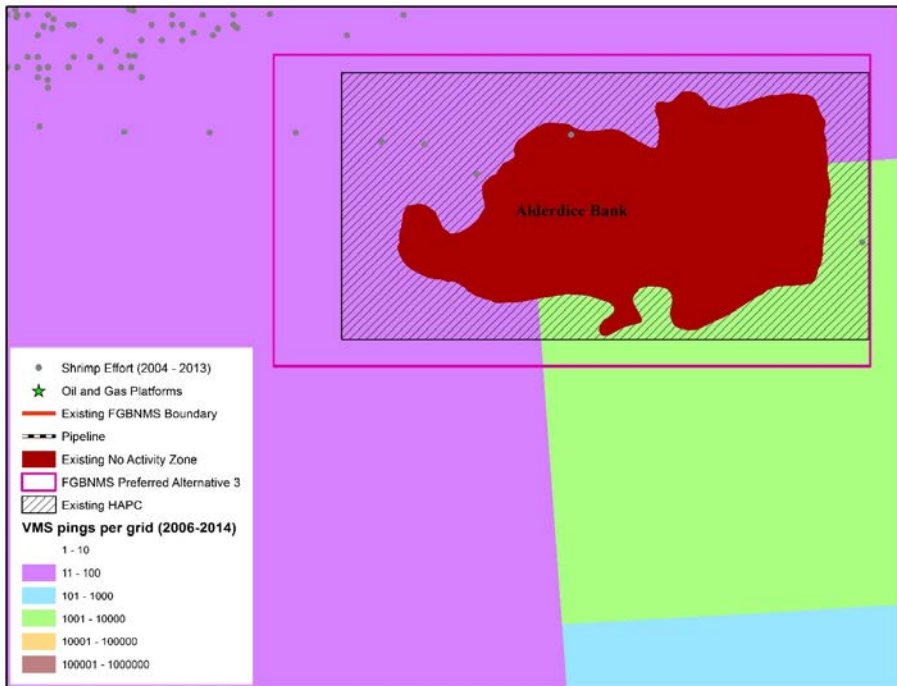 Alderdice Bank
Shrimp Effort (2004 - 2013)
Oil and Gas Platforms
Existing FGBNMS Boundary
Pipeline
Existing No Activity Zone
FGBNMS Preferred Alternative 3
Existing HAPC
VMS pings per grid (2006-2014)
1 - 10
11 - 100
101 - 1000
1001 - 10000
10001 - 100000
100001 - 1000000